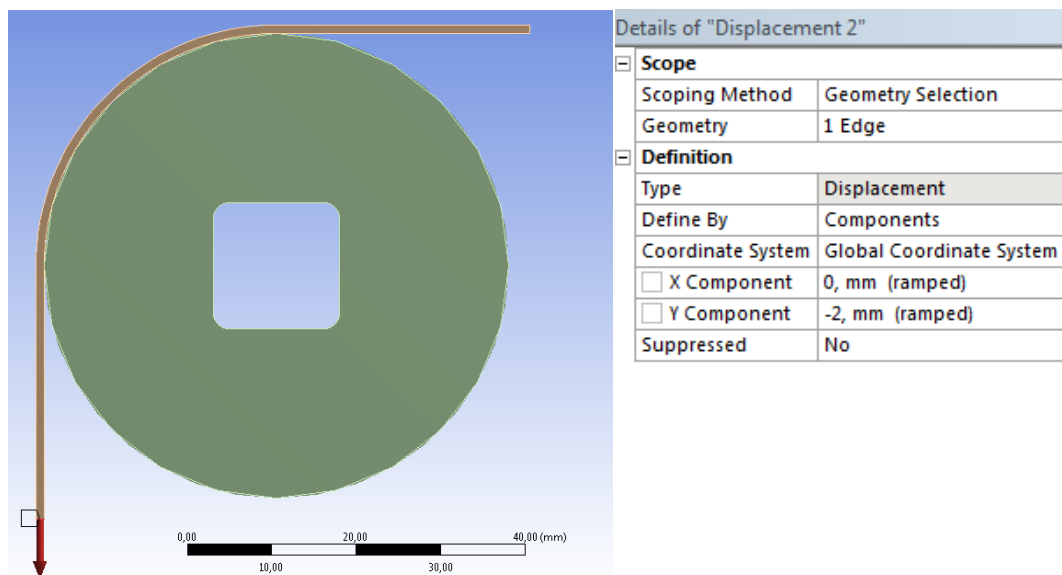 0,00
20,00
40,00 (mm)
10,00
30,00
Details of "Displacement 2"
Scope
Scoping Method Geometry Selection
Geometry 1 Edge
Definition
Type Displacement
Define By Components
Coordinate System Global Coordinate System
X Component 0, mm (ramped)
Y Component -2, mm (ramped)
Suppressed No